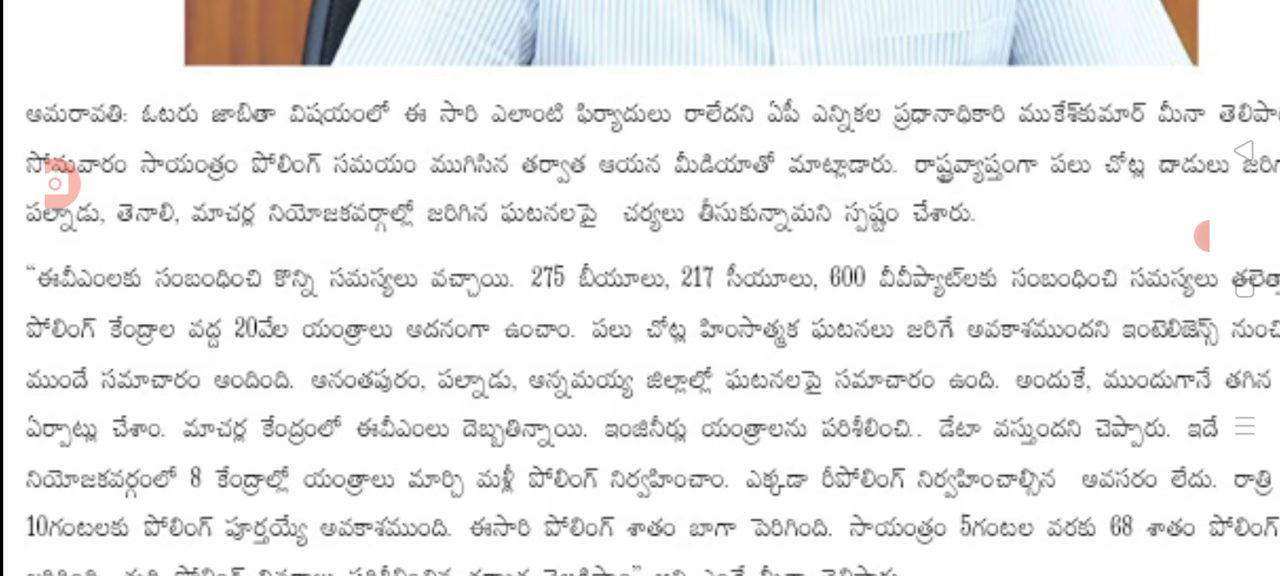 అమరావతి: ఓటరు జాబితా విషయంలో ఈ సారి ఎలాంటి ఫిర్యాదులు రాలేదని ఏపీ ఎన్నికల ప్రధానాధికారి ముకేశ్‌కుమార్ మీనా
సోమవారం సాయంత్రం పోలింగ్ సమయం ముగిసిన తర్వాత ఆయన మీడియాతో మాట్లాడారు. రాష్ట్రవ్యాప్తంగా పలు చోట్ల దాడులు
పల్నాడు, తెనాలి, మాచర్ల నియోజకవర్గాల్లో జరిగిన ఘటనలపై చర్యలు తీసుకున్నామని స్పష్టం చేశారు.
“ఈవీఎంలకు సంబంధించి కొన్ని సమస్యలు వచ్చాయి. 275 బీయూలు, 217 సీయూలు, 600 వీవీప్యాట్‌లకు సంబంధించి సమస్యలు
పోలింగ్ కేంద్రాల వద్ద 20వేల యంత్రాలు అదనంగా ఉంచాం. పలు చోట్ల హింసాత్మక ఘటనలు జరిగే అవకాశముందని ఇంటెలిజెన్స్
ముందే సమాచారం అందింది. అనంతపురం, పల్నాడు, అన్నమయ్య జిల్లాల్లో ఘటనలపై సమాచారం ఉంది. అందుకే, ముందుగానే తగిన
ఏర్పాట్లు చేశాం. మాచర్ల కేంద్రంలో ఈవీఎంలు దెబ్బతిన్నాయి. ఇంజినీర్లు యంత్రాలను పరిశీలించి.. డేటా వస్తుందని చెప్పారు. ఇదే
నియోజకవర్గంలో 8 కేంద్రాల్లో యంత్రాలు మార్చి మళ్లీ పోలింగ్ నిర్వహించాం. ఎక్కడా రీపోలింగ్ నిర్వహించాల్సిన అవసరం లేదు. రాత్రి
10గంటలకు పోలింగ్ పూర్తయ్యే అవకాశముంది. ఈసారి పోలింగ్ శాతం బాగా పెరిగింది. సాయంత్రం 5గంటల వరకు 68 శాతం పోలింగ్